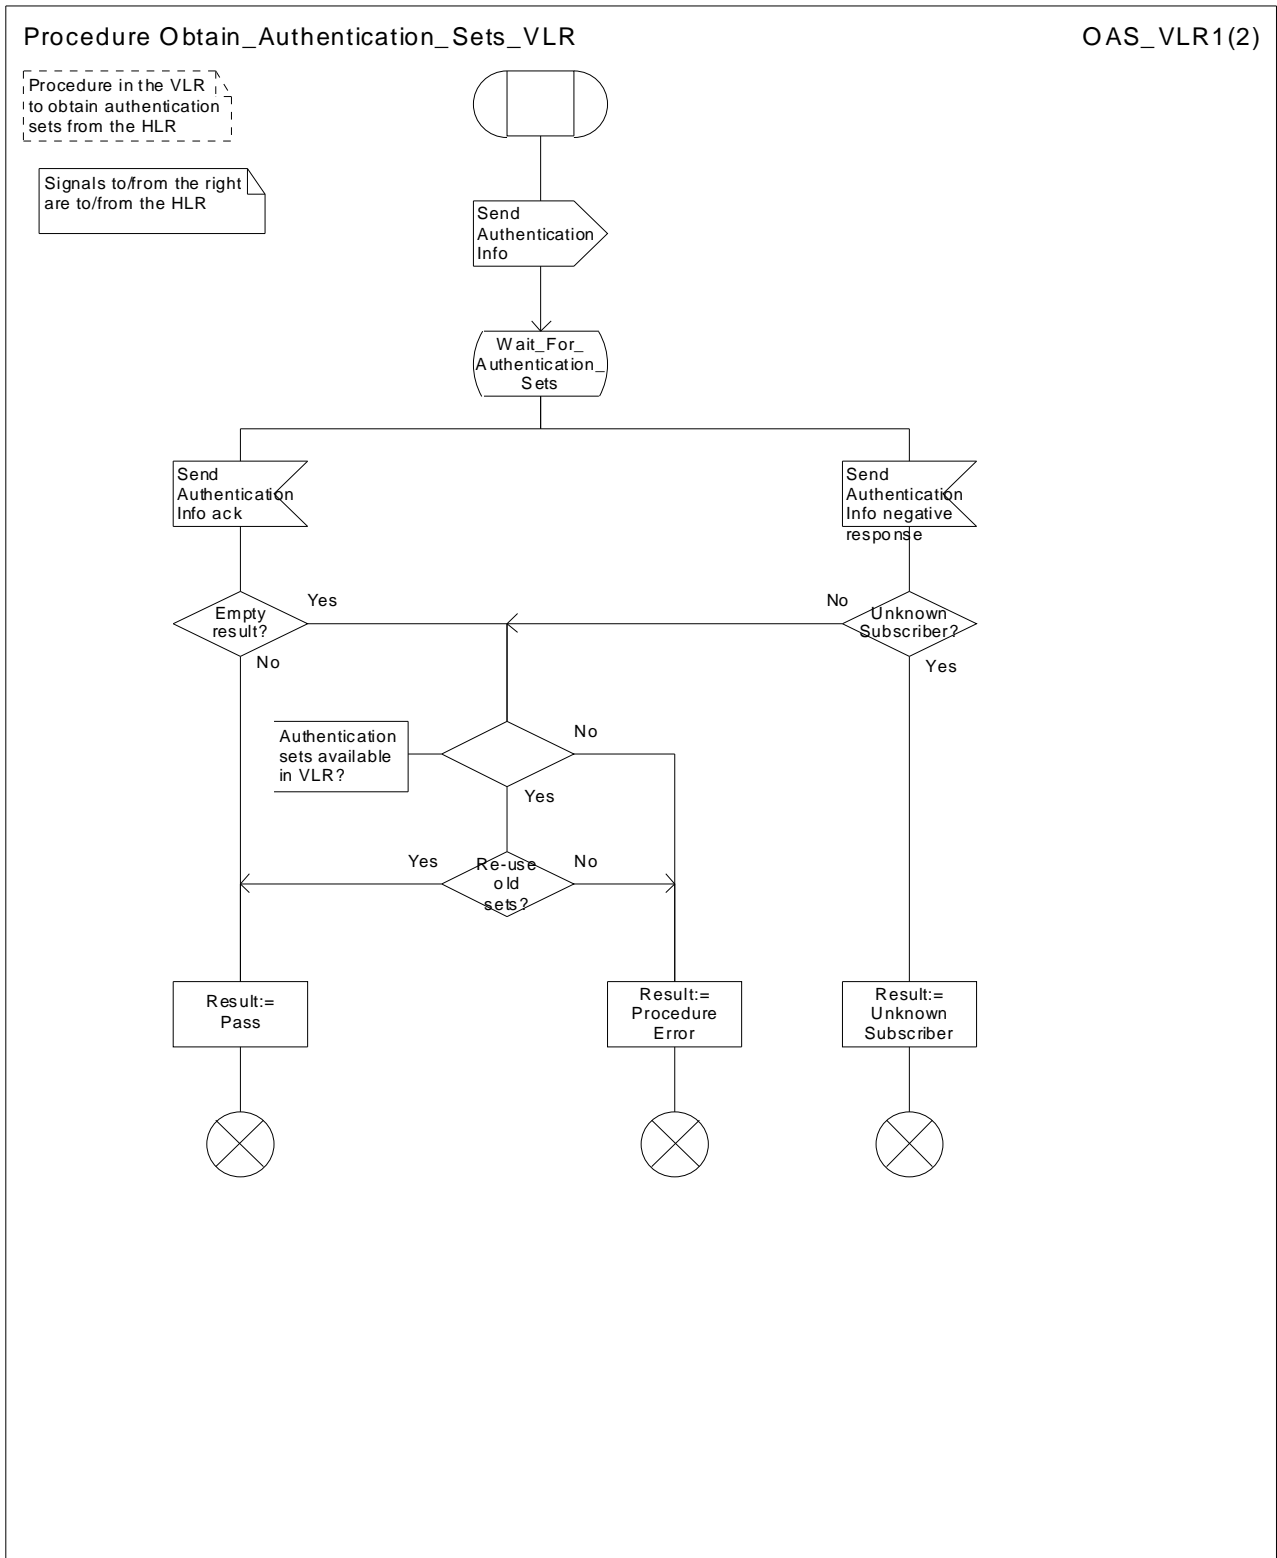 Procedure Obtain_Authentication_Sets_VLR
OAS_VLR1(2)
Procedure in the VLR
to obtain authentication
sets from the HLR
Signals to/from the right
are to/from the HLR
Send
Authentication
Info
Wait_For_
Authentication_
Sets
Send
Authentication
Info ack
Send
Authentication
Info negative
response
Empty
result?
Yes
No
Unknown
Subscriber?
No
Yes
Authentication
sets available
in VLR?
No
Yes
Yes
Re-use
old
sets?
No
Result:=
Pass
Result:=
Procedure
Error
Result:=
Unknown
Subscriber